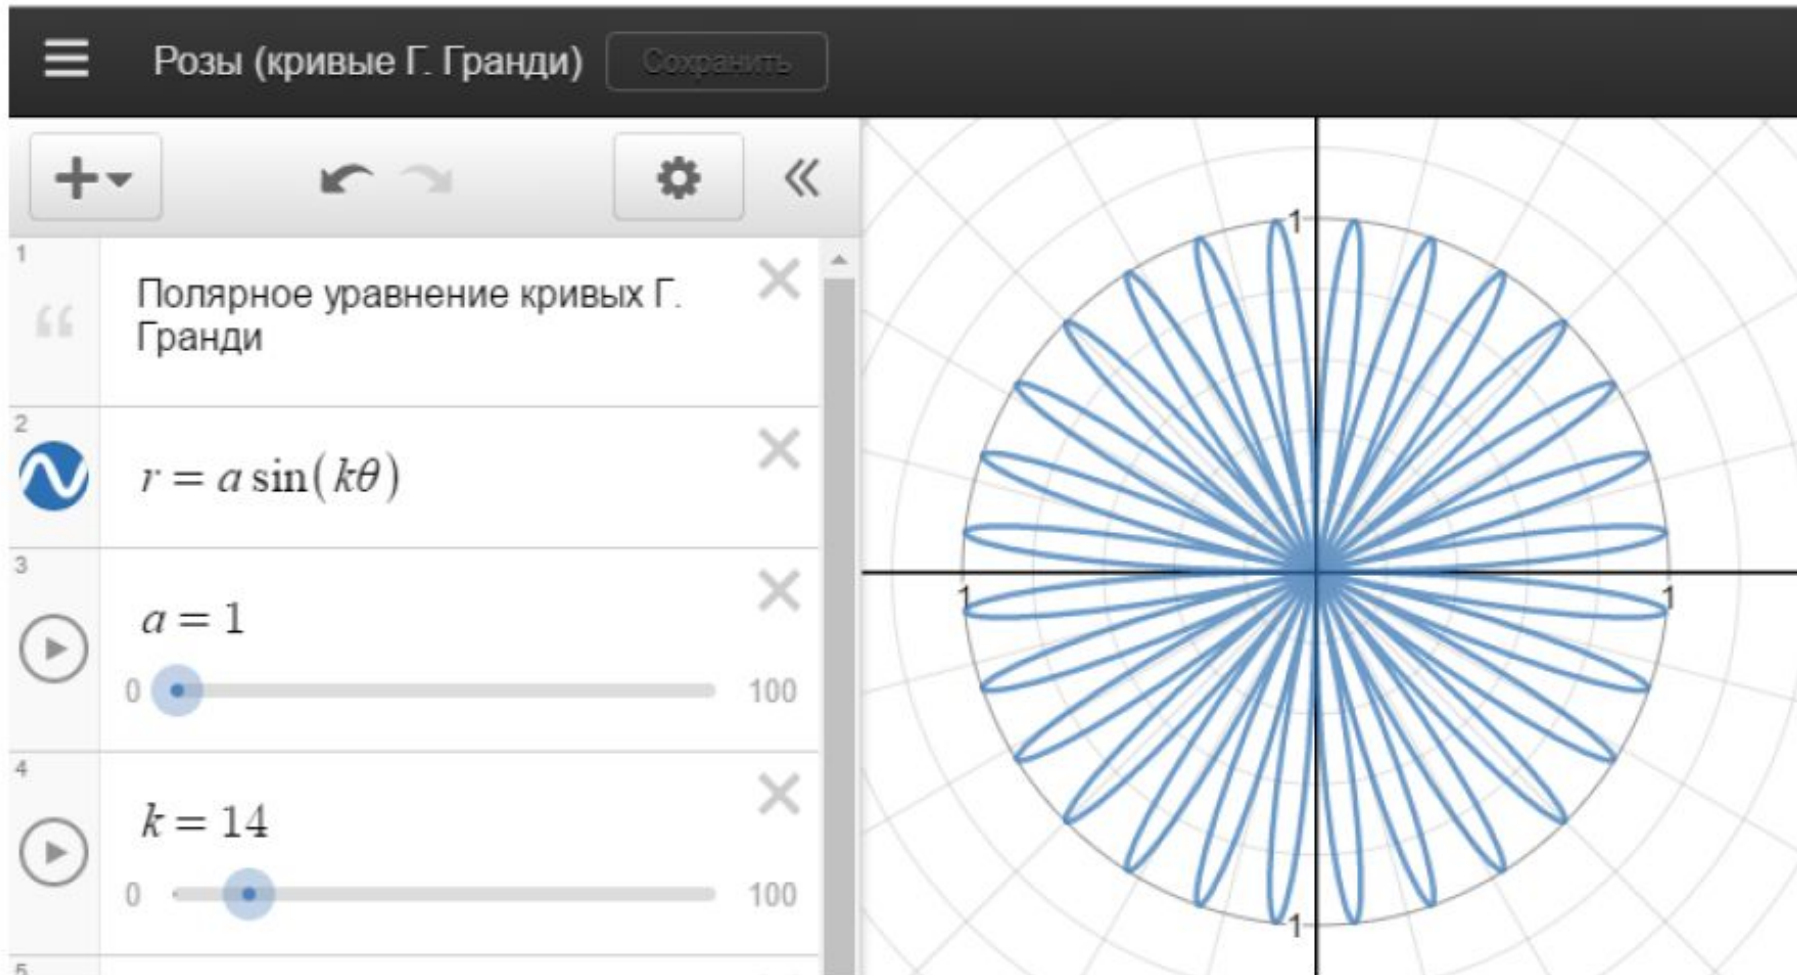 Розы (кривые Г. Гранди)
Сохранить
1
Полярное уравнение кривых Г.
Гранди
2
r = a sin(kθ)
3
a = 1
0
100
4
k = 14
0
100
5
1
1
1
1